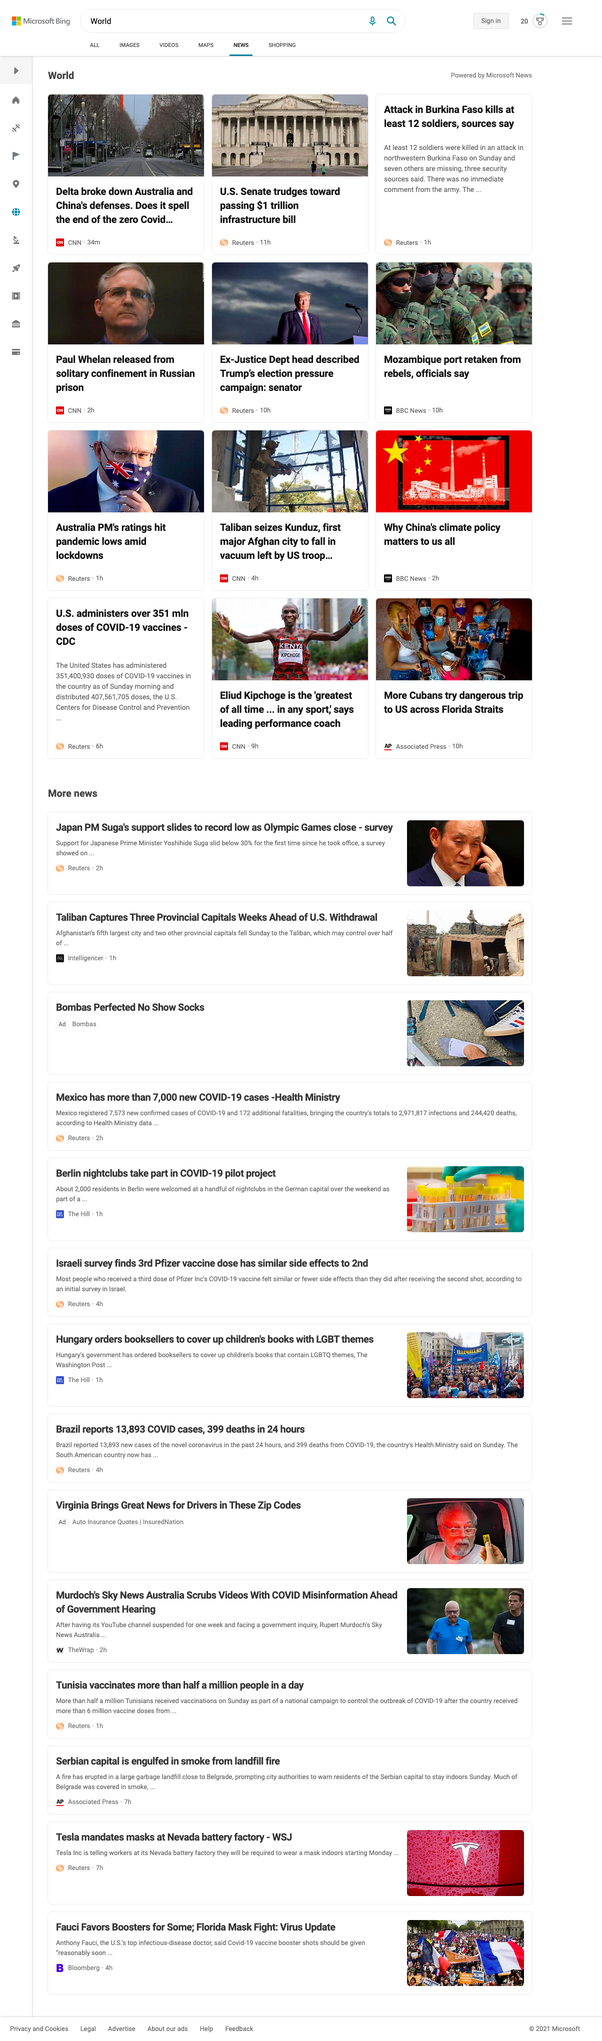 Microsoft Bing
World
Sign in
20
ALL
IMAGES
VIDEOS
MAPS
NEWS
SHOPPING
World
Powered by Microsoft News
Delta broke down Australia and
China's defenses. Does it spell
the end of the zero Covid...
CNN · 34m
U.S. Senate trudges toward
passing $1 trillion
infrastructure bill
Reuters · 11h
Attack in Burkina Faso kills at
least 12 soldiers, sources say
At least 12 soldiers were killed in an attack in
northwestern Burkina Faso on Sunday and
seven others are missing, three security
sources said. There was no immediate
comment from the army. The ...
Reuters · 1h
Paul Whelan released from
solitary confinement in Russian
prison
CNN · 2h
Ex-Justice Dept head described
Trump's election pressure
campaign: senator
Reuters · 10h
Mozambique port retaken from
rebels, officials say
BBC News · 10h
Australia PM's ratings hit
pandemic lows amid
lockdowns
Reuters · 1h
Taliban seizes Kunduz, first
major Afghan city to fall in
vacuum left by US troop...
CNN · 4h
Why China's climate policy
matters to us all
BBC News · 2h
U.S. administers over 351 mln
doses of COVID-19 vaccines -
CDC
The United States has administered
351,400,930 doses of COVID-19 vaccines in
the country as of Sunday morning and
distributed 407,561,705 doses, the U.S.
Centers for Disease Control and Prevention
...
Reuters · 6h
KENYA
KIPCHOGE
Eliud Kipchoge is the 'greatest
of all time ... in any sport,' says
leading performance coach
CNN · 9h
More Cubans try dangerous trip
to US across Florida Straits
AP
Associated Press · 10h
More news
Japan PM Suga's support slides to record low as Olympic Games close - survey
Support for Japanese Prime Minister Yoshihide Suga slid below 30% for the first time since he took office, a survey
showed on ...
Reuters · 2h
Taliban Captures Three Provincial Capitals Weeks Ahead of U.S. Withdrawal
Afghanistan's fifth largest city and two other provincial capitals fell Sunday to the Taliban, which may control over half
of ...
Intelligencer · 1h
Bombas Perfected No Show Socks
Ad Bombas
Mexico has more than 7,000 new COVID-19 cases -Health Ministry
Mexico registered 7,573 new confirmed cases of COVID and 172 additional fatalities, bringing the country's totals to 2,971,817 infections and 244,420 deaths,
according to Health Ministry data ...
Reuters · 2h
Berlin nightclubs take part in COVID-19 pilot project
About 2,000 residents in Berlin were welcomed at a handful of nightclubs in the German capital over the weekend as
part of a ...
The Hill · 1h
Israeli survey finds 3rd Pfizer vaccine dose has similar side effects to 2nd
Most people who received a third dose of Pfizer Inc's COVID-19 vaccine felt similar or fewer side effects than they did after receiving the second shot, according to
an initial survey in Israel.
Reuters · 4h
Hungary orders booksellers to cover up children's books with LGBT themes
Hungary's government has ordered booksellers to cover up children's books that contain LGBTQ themes, The
Washington Post ...
The Hill · 1h
Brazil reports 13,893 COVID cases, 399 deaths in 24 hours
Brazil reported 13,893 new cases of the novel coronavirus in the past 24 hours, and 399 deaths from COVID-19, the country's Health Ministry said on Sunday. The
South American country now has ...
Reuters · 4h
Virginia Brings Great News for Drivers in These Zip Codes
Ad Auto Insurance Quotes | InsuredNation
Murdoch's Sky News Australia Scrubs Videos With COVID Misinformation Ahead
of Government Hearing
After having its YouTube channel suspended for one week and facing a government inquiry, Rupert Murdoch's Sky
News Australia ...
TheWrap · 2h
Tunisia vaccinates more than half a million people in a day
More than half a million Tunisians received vaccinations on Sunday as part of a national campaign to control the outbreak of COVID-19 after the country received
more than 6 million vaccine doses from ...
Reuters · 1h
Serbian capital is engulfed in smoke from landfill fire
A fire has erupted in a large garbage landfill close to Belgrade, prompting city authorities to warn residents of the Serbian capital to stay indoors Sunday. Much of
Belgrade was covered in smoke, ...
AP
Associated Press · 7h
Tesla mandates masks at Nevada battery factory - WSJ
Tesla Inc is telling workers at its Nevada battery factory they will be required to wear a mask indoors starting Monday ...
Reuters · 7h
Fauci Favors Boosters for Some; Florida Mask Fight: Virus Update
Anthony Fauci, the U.S.'s top infectious-disease doctor, said Covid-19 vaccine booster shots should be given
"reasonably soon ...
B
Bloomberg · 4h
Privacy and Cookies
Legal
Advertise
About our ads
Help
Feedback
© 2021 Microsoft